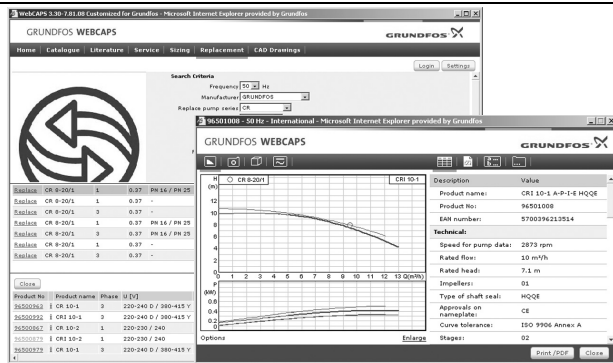 WebCAPS 3.30-7.81.08 Customized for Grundfos - Microsoft Internet Explorer provided by Grundfos
GRUNDFOS WEBCAPS
GRUNDFOS
Home Catalogue Literature Service Sizing Replacement CAD Drawings
Login Settings
Search Criteria
Frequency 50 Hz
Manufacturer GRUNDFOS
Replace pump series CR
Replace CR 8-20/1 1 0.37 PN 16 / PN 25
Replace CR 8-20/1 1 0.37 -
Replace CR 8-20/1 3 0.37 -
Replace CR 8-20/1 1 0.37 PN 16 / PN 25
Replace CR 8-20/1 3 0.37 PN 16 / PN 25
Replace CR 8-20/1 1 0.37 -
Replace CR 8-20/1 3 0.37 -
Close
Product No Product name Phase U [V]
96500963 CR 10-1 3 220-240 D / 380-415 Y
96500992 CRI 10-1 3 220-240 D / 380-415 Y
96500867 CR 10-2 1 220-230 / 240
96500875 CRI 10-2 1 220-230 / 240
96500979 CR 10-1 3 220-240 D / 380-415 Y
96501008 - 50 Hz - International - Microsoft Internet Explorer provided by Grundfos
GRUNDFOS WEBCAPS
GRUNDFOS
H
(m)
CR 8-20/1
CRI 10-1
12
10
8
6
4
2
0
0 1 2 3 4 5 6 7 8 9 10 11 12 13 Q(m³/h)
P
(kW)
0.6
0.4
0.2
0
Options
Enlarge
Description Value
Product name: CRI 10-1 A-P-I-E HQQE
Product No: 96501008
EAN number: 5700396213514
Technical:
Speed for pump data: 2873 rpm
Rated flow: 10 m³/h
Rated head: 7.1 m
Impellers: 01
Type of shaft seal: HQQE
Approvals on nameplate: CE
Curve tolerance: ISO 9906 Annex A
Stages: 02
Print /PDF Close